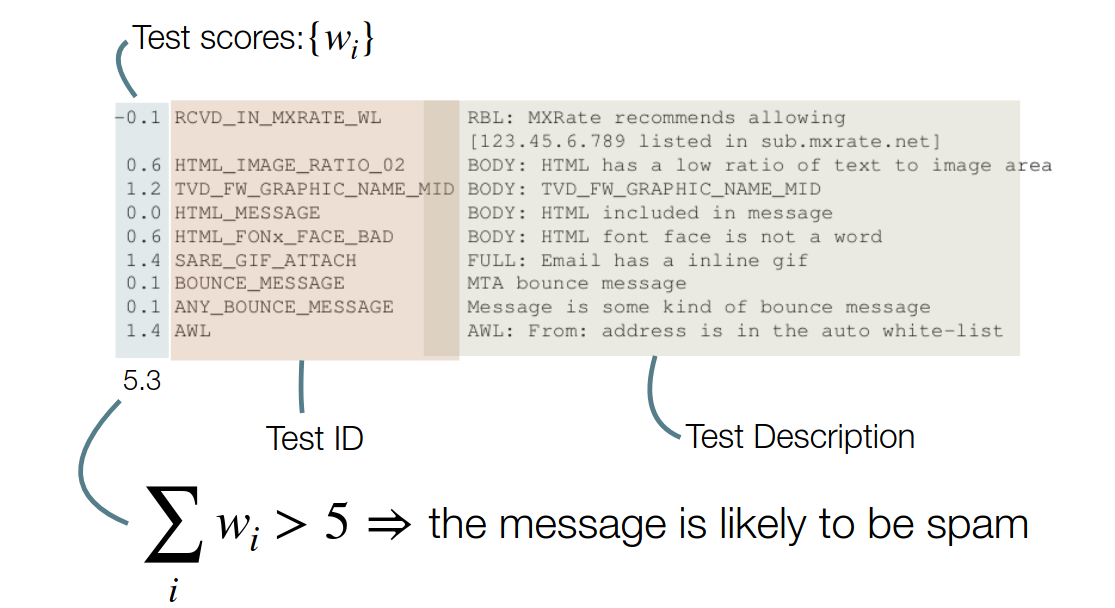 Test scores: {wᵢ}
-0.1 RCVD_IN_MXRATE_WL RBL: MXRate recommends allowing
[123.45.6.789 listed in sub.mxrate.net]
0.6 HTML_IMAGE_RATIO_02 BODY: HTML has a low ratio of text to image area
1.2 TVD_FW_GRAPHIC_NAME_MID BODY: TVD_FW_GRAPHIC_NAME_MID
0.0 HTML_MESSAGE BODY: HTML included in message
0.6 HTML_FONx_FACE_BAD BODY: HTML font face is not a word
1.4 SARE_GIF_ATTACH FULL: Email has a inline gif
0.1 BOUNCE_MESSAGE MTA bounce message
0.1 ANY_BOUNCE_MESSAGE Message is some kind of bounce message
1.4 AWL AWL: From: address is in the auto white-list
5.3
Test ID
Test Description
∑ᵢ wᵢ > 5 ⇒ the message is likely to be spam